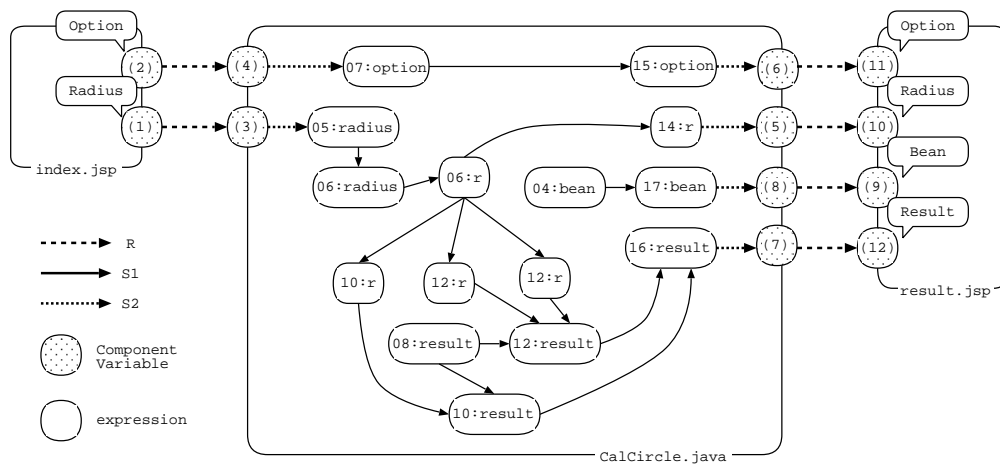 Option
Option
(2)
(4)
07:option
15:option
(6)
(11)
Radius
Radius
(1)
(3)
05:radius
14:r
(5)
(10)
index.jsp
Bean
06:radius
06:r
04:bean
17:bean
(8)
(9)
Result
R
16:result
(7)
(12)
S1
10:r
12:r
12:r
result.jsp
S2
08:result
12:result
Component
Variable
10:result
expression
CalCircle.java